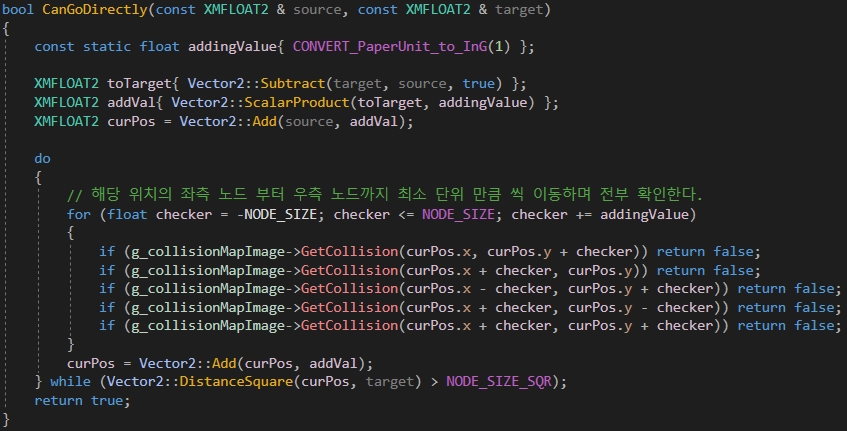 bool CanGoDirectly(const XMFLOAT2 & source, const XMFLOAT2 & target)
{
    const static float addingValue{ CONVERT_PaperUnit_to_InG(1) };

    XMFLOAT2 toTarget{ Vector2::Subtract(target, source, true) };
    XMFLOAT2 addVal{ Vector2::ScalarProduct(toTarget, addingValue) };
    XMFLOAT2 curPos = Vector2::Add(source, addVal);

    do
    {
        // 해당 위치의 좌측 노드 부터 우측 노드까지 최소 단위 만큼 씩 이동하며 전부 확인한다.
        for (float checker = -NODE_SIZE; checker <= NODE_SIZE; checker += addingValue)
        {
            if (g_collisionMapImage->GetCollision(curPos.x, curPos.y + checker)) return false;
            if (g_collisionMapImage->GetCollision(curPos.x + checker, curPos.y)) return false;
            if (g_collisionMapImage->GetCollision(curPos.x - checker, curPos.y + checker)) return false;
            if (g_collisionMapImage->GetCollision(curPos.x + checker, curPos.y - checker)) return false;
            if (g_collisionMapImage->GetCollision(curPos.x + checker, curPos.y + checker)) return false;
        }
        curPos = Vector2::Add(curPos, addVal);
    } while (Vector2::DistanceSquare(curPos, target) > NODE_SIZE_SQR);
    return true;
}